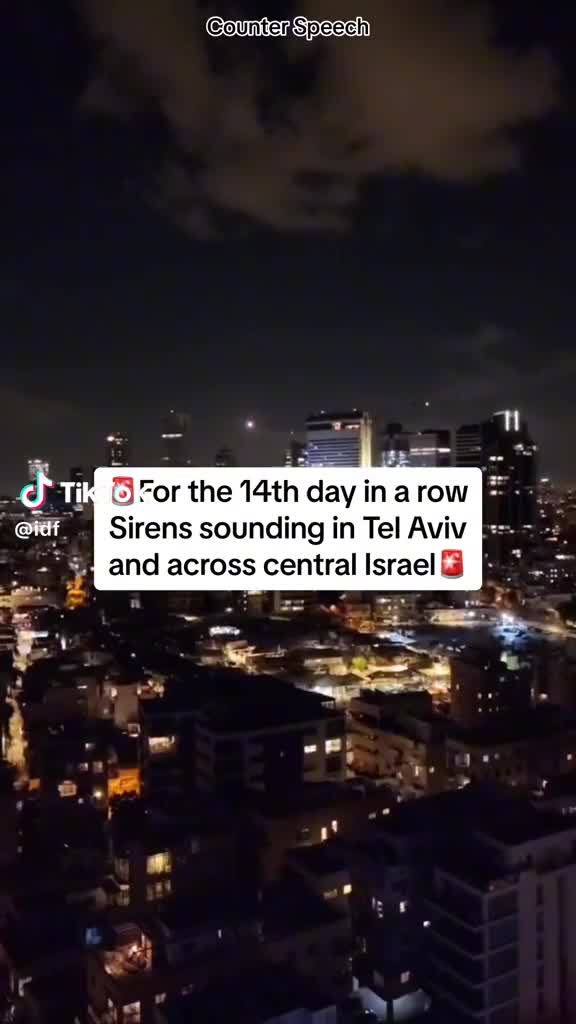 Counter Speech
🚨For the 14th day in a row
Sirens sounding in Tel Aviv
and across central Israel🚨
TikTok
@idf